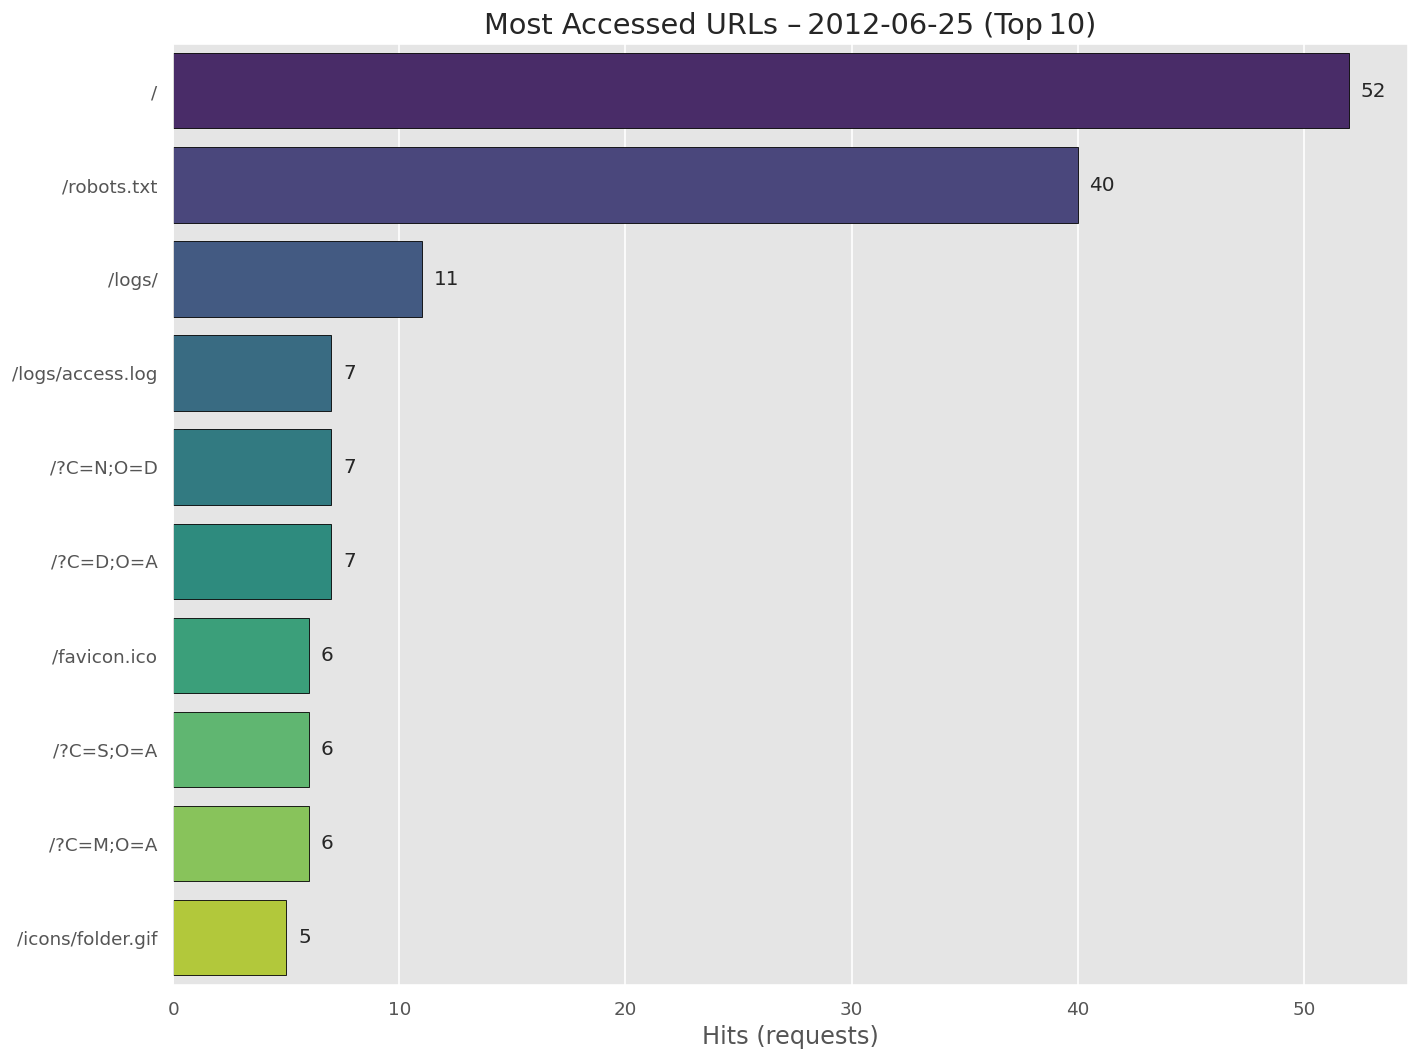 Most Accessed URLs – 2012-06-25 (Top 10)
/ 52
/robots.txt 40
/logs/ 11
/logs/access.log 7
/?C=N;O=D 7
/?C=D;O=A 7
/favicon.ico 6
/?C=S;O=A 6
/?C=M;O=A 6
/icons/folder.gif 5
0 10 20 30 40 50
Hits (requests)